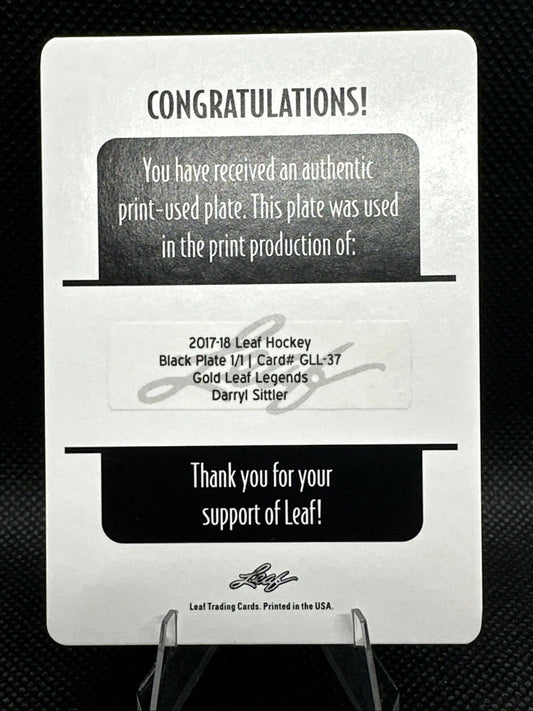 CONGRATULATIONS!
You have received an authentic
print-used plate. This plate was used
in the print production of:
2017-18 Leaf Hockey
Black Plate 1/1 | Card# GLL-37
Gold Leaf Legends
Darryl Sittler
Leaf
Thank you for your
support of Leaf!
Leaf
Leaf Trading Cards. Printed in the USA.